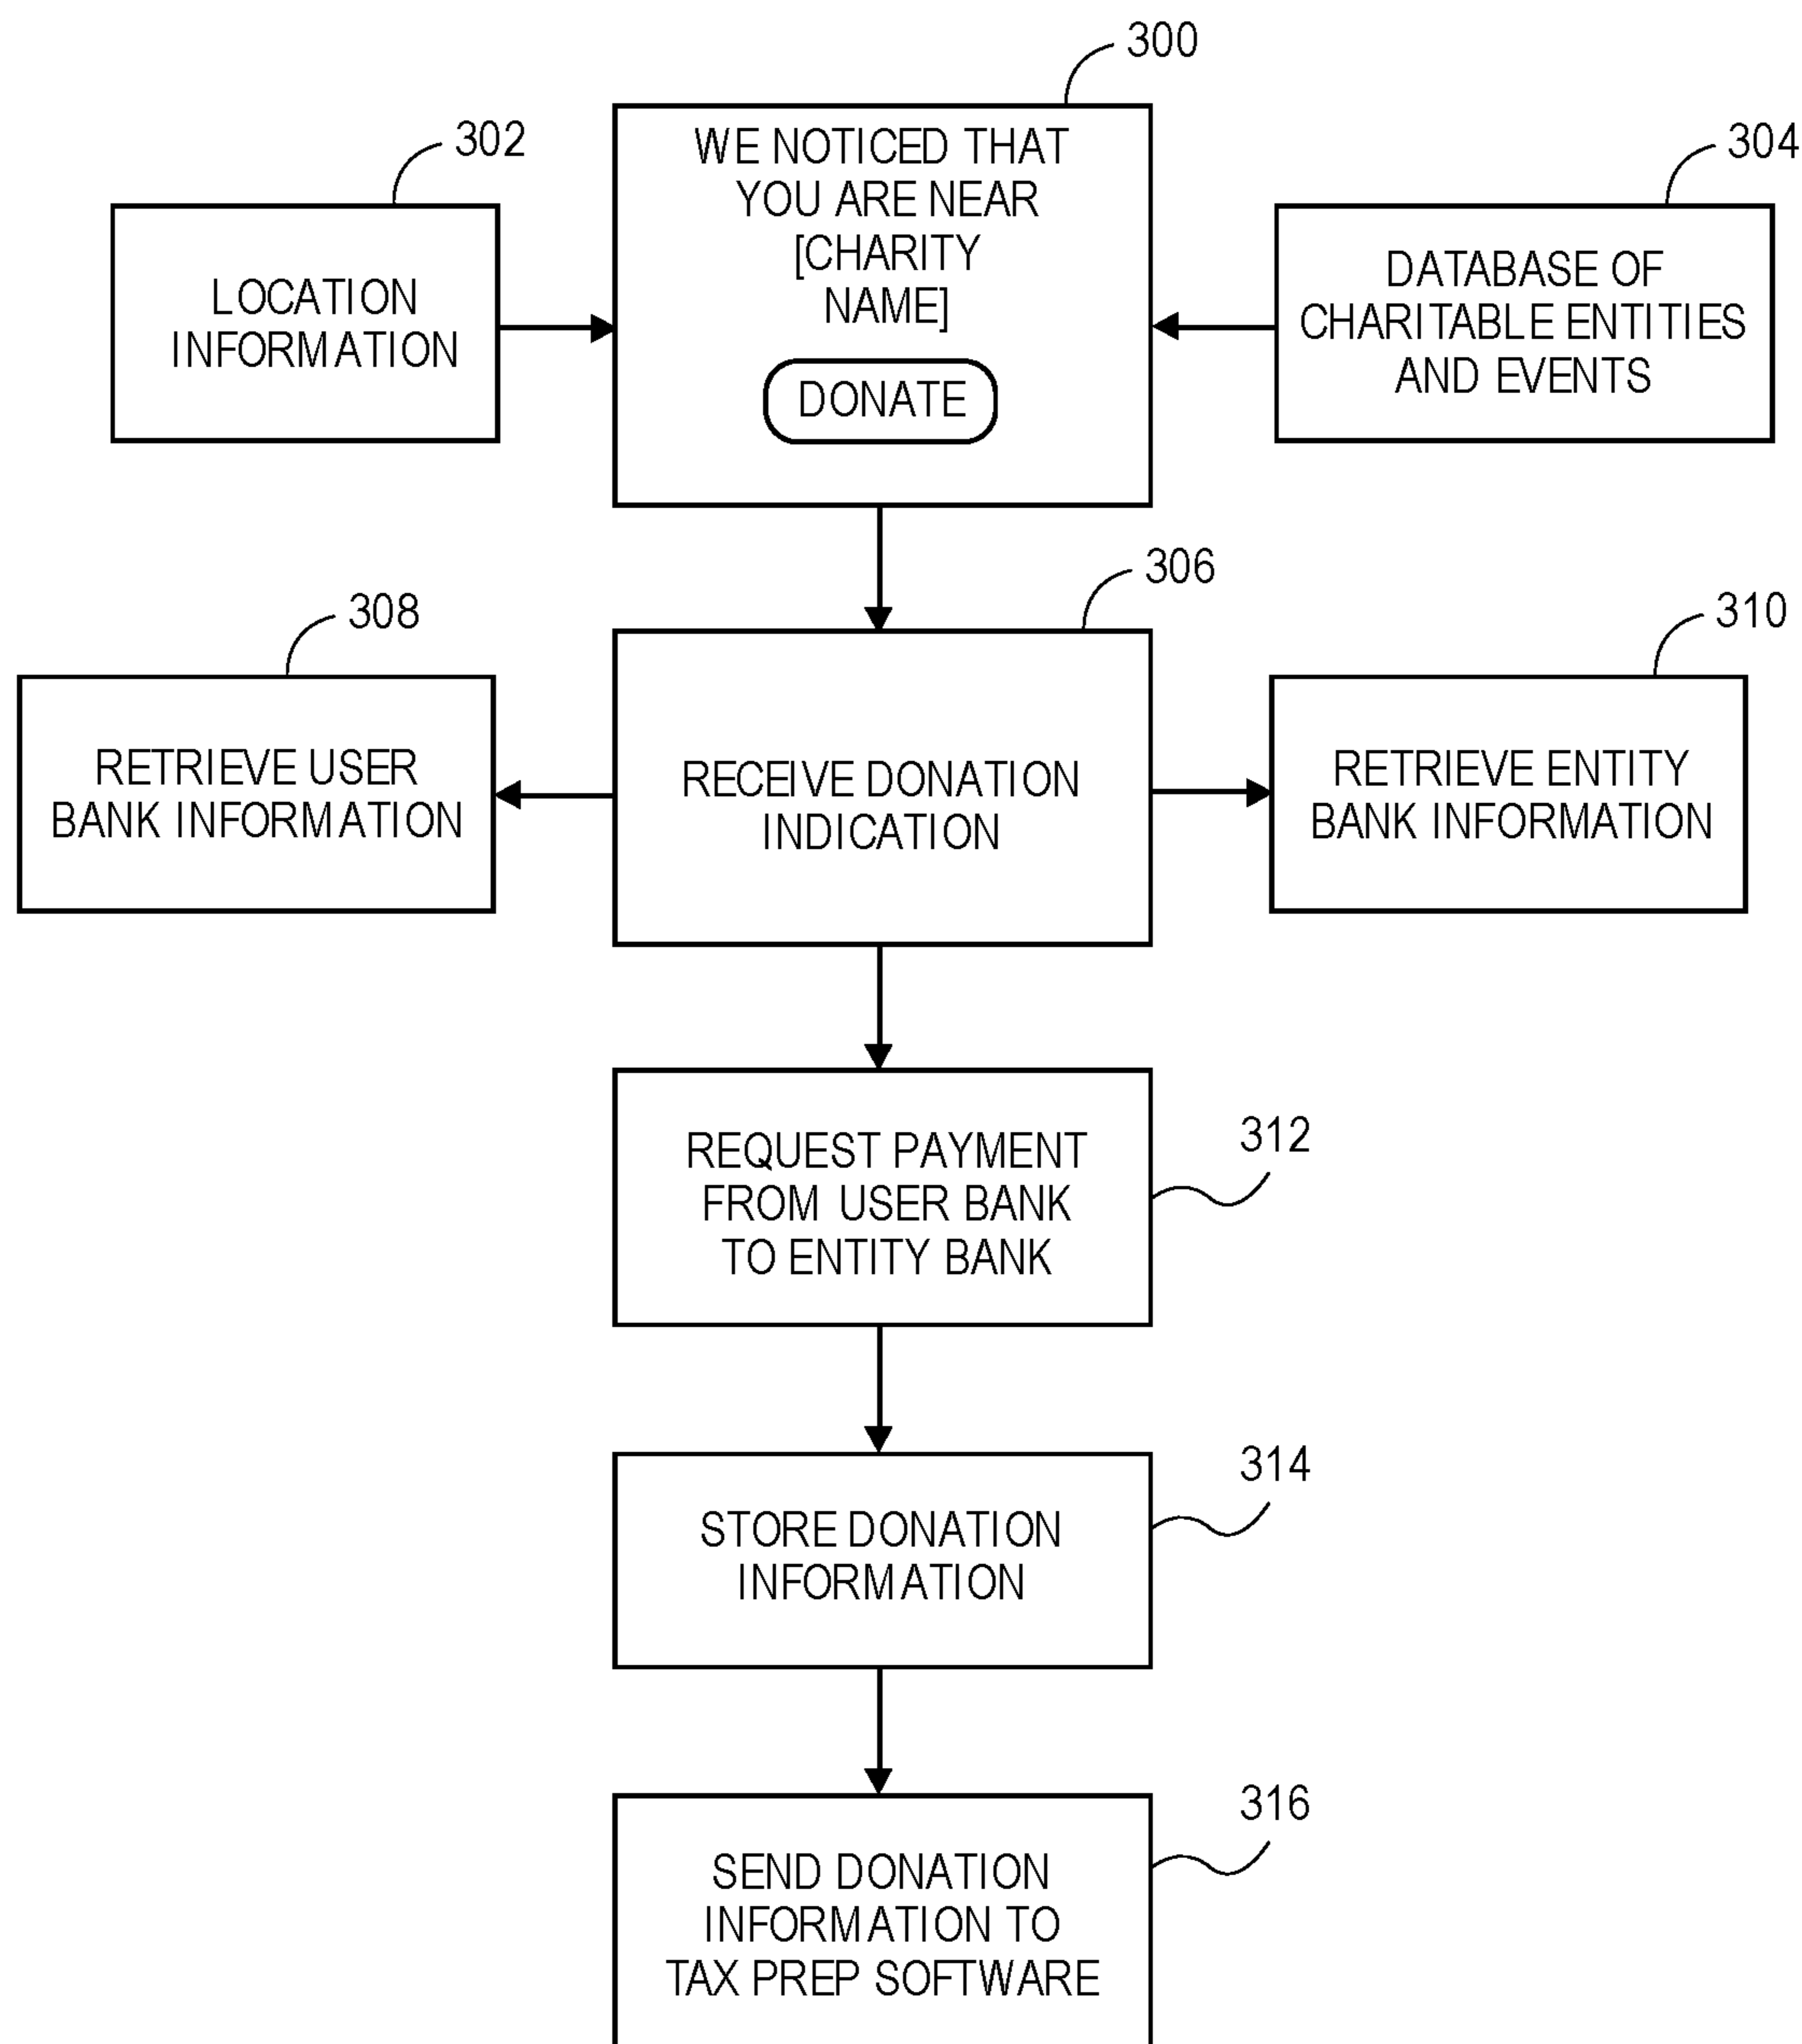 300
302
WE NOTICED THAT
YOU ARE NEAR
[CHARITY
NAME]
DONATE
304
LOCATION
INFORMATION
DATABASE OF
CHARITABLE ENTITIES
AND EVENTS
306
308
310
RETRIEVE USER
BANK INFORMATION
RECEIVE DONATION
INDICATION
RETRIEVE ENTITY
BANK INFORMATION
312
REQUEST PAYMENT
FROM USER BANK
TO ENTITY BANK
314
STORE DONATION
INFORMATION
316
SEND DONATION
INFORMATION TO
TAX PREP SOFTWARE